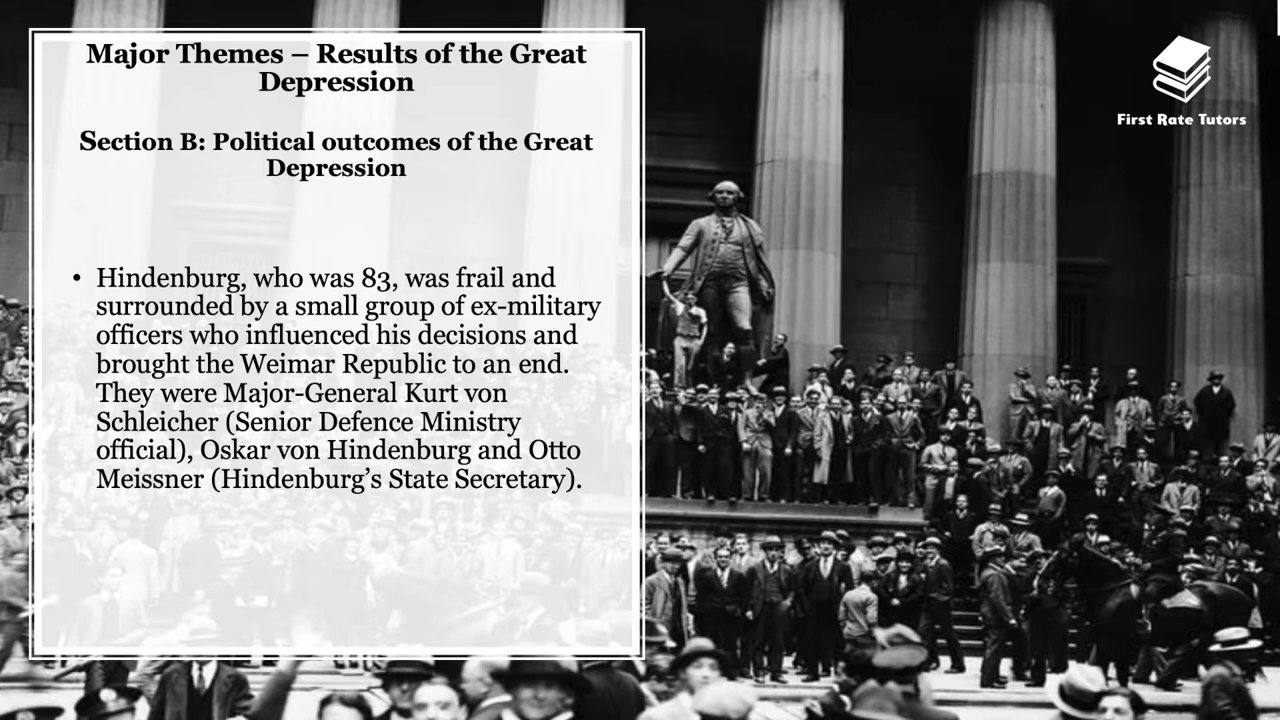 Major Themes – Results of the Great
Depression
Section B: Political outcomes of the Great
Depression
• Hindenburg, who was 83, was frail and
surrounded by a small group of ex-military
officers who influenced his decisions and
brought the Weimar Republic to an end.
They were Major-General Kurt von
Schleicher (Senior Defence Ministry
official), Oskar von Hindenburg and Otto
Meissner (Hindenburg’s State Secretary).
First Rate Tutors